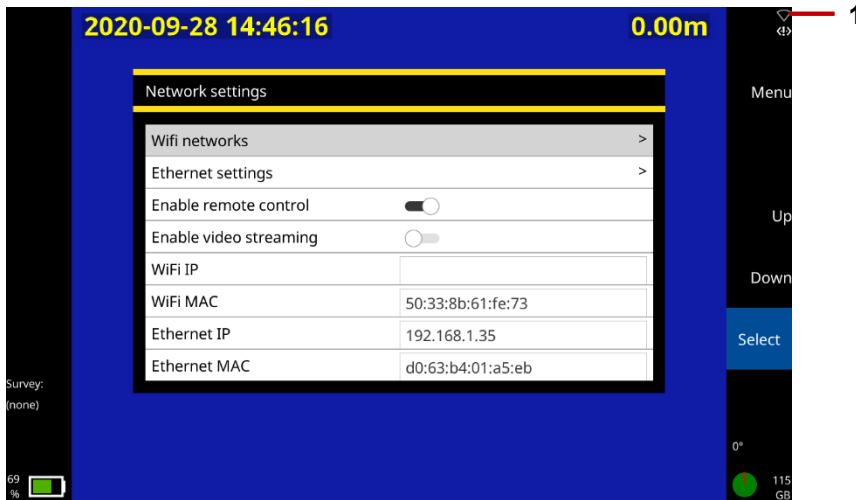 2020-09-28 14:46:16
0.00m
1
Network settings
Menu
Wifi networks >
Ethernet settings >
Enable remote control
Up
Enable video streaming
WiFi IP
Down
WiFi MAC 50:33:8b:61:fe:73
Ethernet IP 192.168.1.35
Select
Ethernet MAC d0:63:b4:01:a5:eb
Survey:
(none)
0°
69
%
115
GB